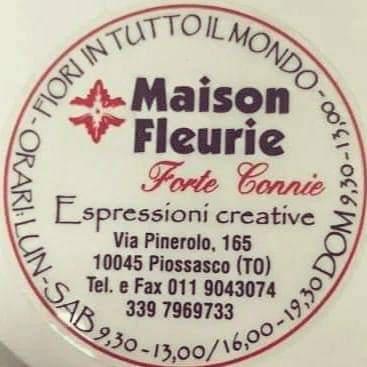 Maison
Fleurie
Forte Connie
Espressioni creative
Via Pinerolo, 165
10045 Piossasco (TO)
Tel. e Fax 011 9043074
339 7969733
- FIORI IN TUTTO IL MONDO - ORARI: LUN-SAB 9,30-13,00/16,00-19,30 DOM 9,30-13,00